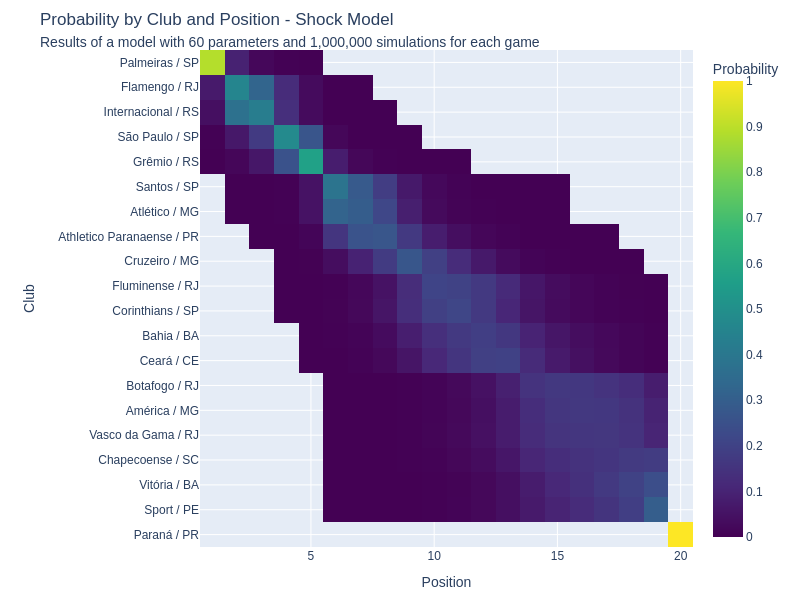 Probability by Club and Position - Shock Model
Results of a model with 60 parameters and 1,000,000 simulations for each game
Probability
Club
Palmeiras / SP
Flamengo / RJ
Internacional / RS
São Paulo / SP
Grêmio / RS
Santos / SP
Atlético / MG
Athletico Paranaense / PR
Cruzeiro / MG
Fluminense / RJ
Corinthians / SP
Bahia / BA
Ceará / CE
Botafogo / RJ
América / MG
Vasco da Gama / RJ
Chapecoense / SC
Vitória / BA
Sport / PE
Paraná / PR
5 10 15 20
Position
1
0.9
0.8
0.7
0.6
0.5
0.4
0.3
0.2
0.1
0